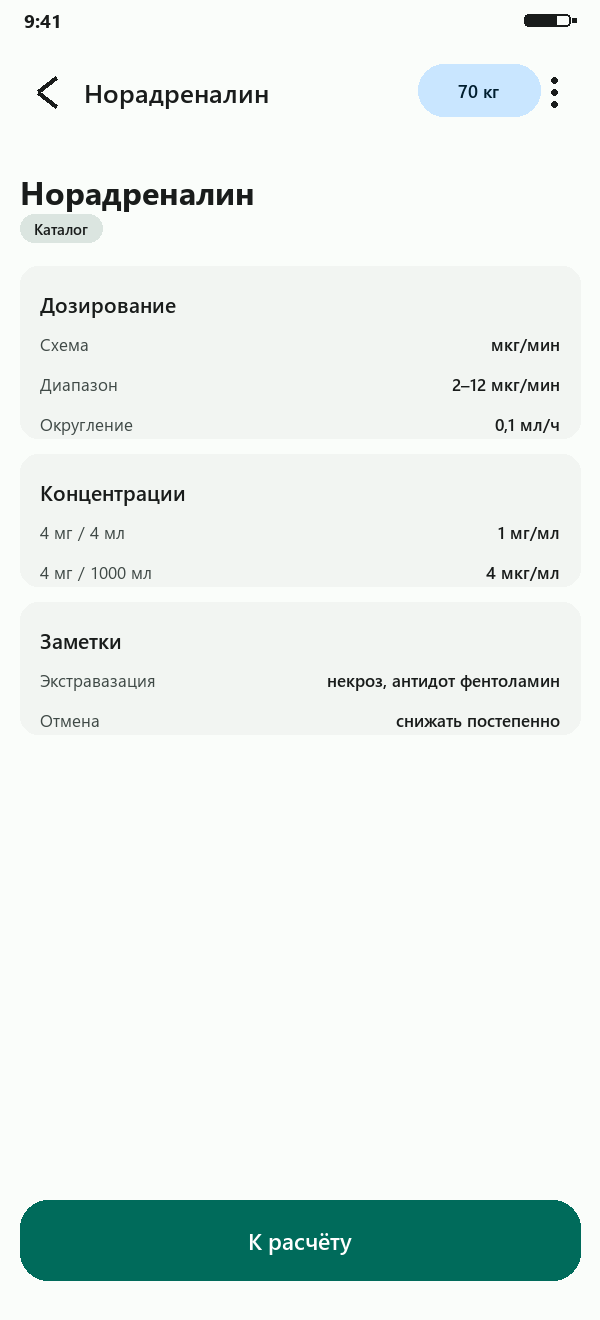 9:41
Норадреналин 70 кг
Норадреналин
Каталог
Дозирование
Схема мкг/мин
Диапазон 2–12 мкг/мин
Округление 0,1 мл/ч
Концентрации
4 мг / 4 мл 1 мг/мл
4 мг / 1000 мл 4 мкг/мл
Заметки
Экстравазация некроз, антидот фентоламин
Отмена снижать постепенно
К расчёту